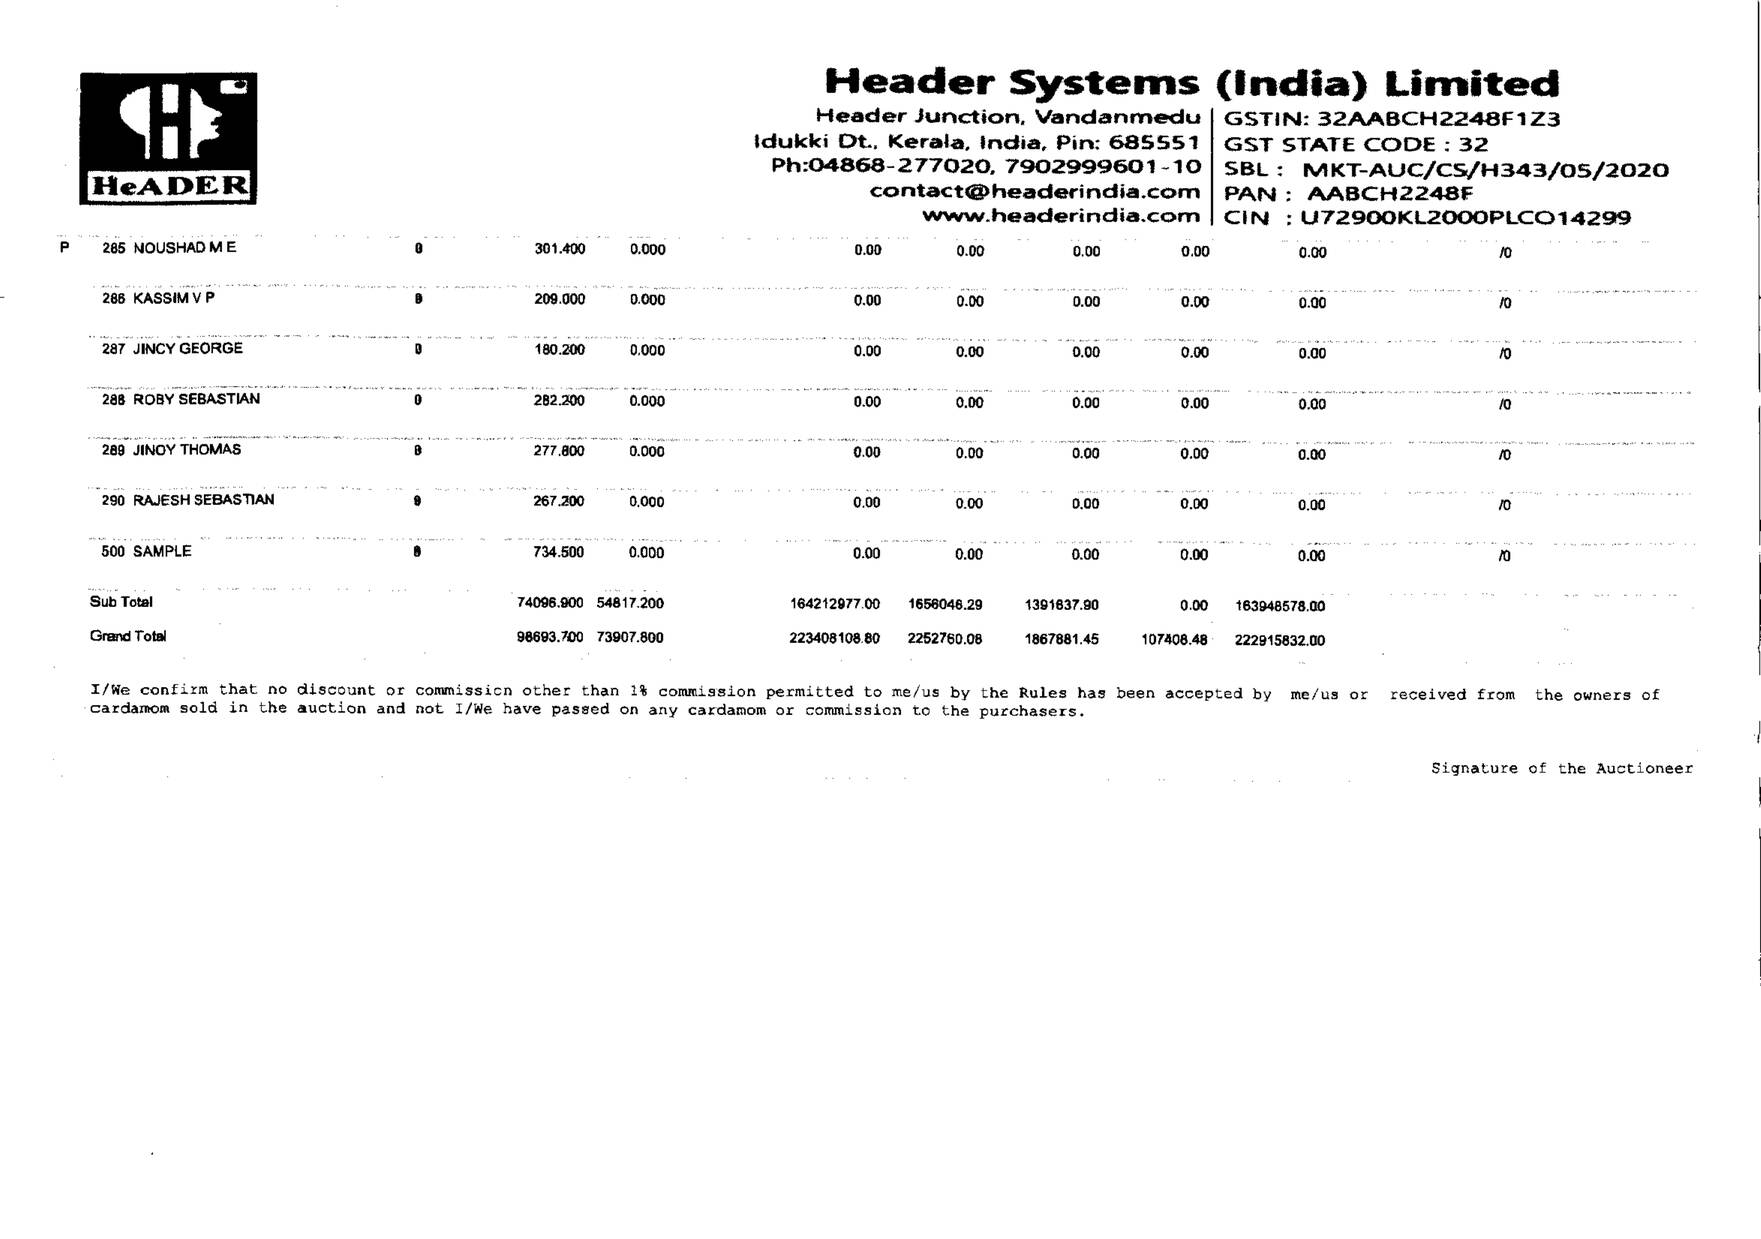 HeADER
Header Systems (India) Limited
Header Junction, Vandanmedu
Idukki Dt., Kerala, India, Pin: 685551
Ph:04868-277020, 7902999601-10
contact@headerindia.com
www.headerindia.com
GSTIN: 32AABCH2248F1Z3
GST STATE CODE : 32
SBL : MKT-AUC/CS/H343/05/2020
PAN : AABCH2248F
CIN : U72900KL2000PLCO14299
P 285 NOUSHAD M E 0 301.400 0.000 0.00 0.00 0.00 0.00 0.00 /0
286 KASSIM V P 0 209.000 0.000 0.00 0.00 0.00 0.00 0.00 /0
287 JINCY GEORGE 0 180.200 0.000 0.00 0.00 0.00 0.00 0.00 /0
288 ROBY SEBASTIAN 0 282.200 0.000 0.00 0.00 0.00 0.00 0.00 /0
289 JINOY THOMAS 0 277.800 0.000 0.00 0.00 0.00 0.00 0.00 /0
290 RAJESH SEBASTIAN 0 267.200 0.000 0.00 0.00 0.00 0.00 0.00 /0
500 SAMPLE 0 734.500 0.000 0.00 0.00 0.00 0.00 0.00 /0
Sub Total 74096.900 54817.200 164212977.00 1656046.29 1391637.90 0.00 163948578.00
Grand Total 98693.700 73907.800 223408108.80 2252760.08 1867881.45 107408.48 222915832.00
I/We confirm that no discount or commission other than 1% commission permitted to me/us by the Rules has been accepted by me/us or received from the owners of
cardamom sold in the auction and not I/We have passed on any cardamom or commission to the purchasers.
Signature of the Auctioneer